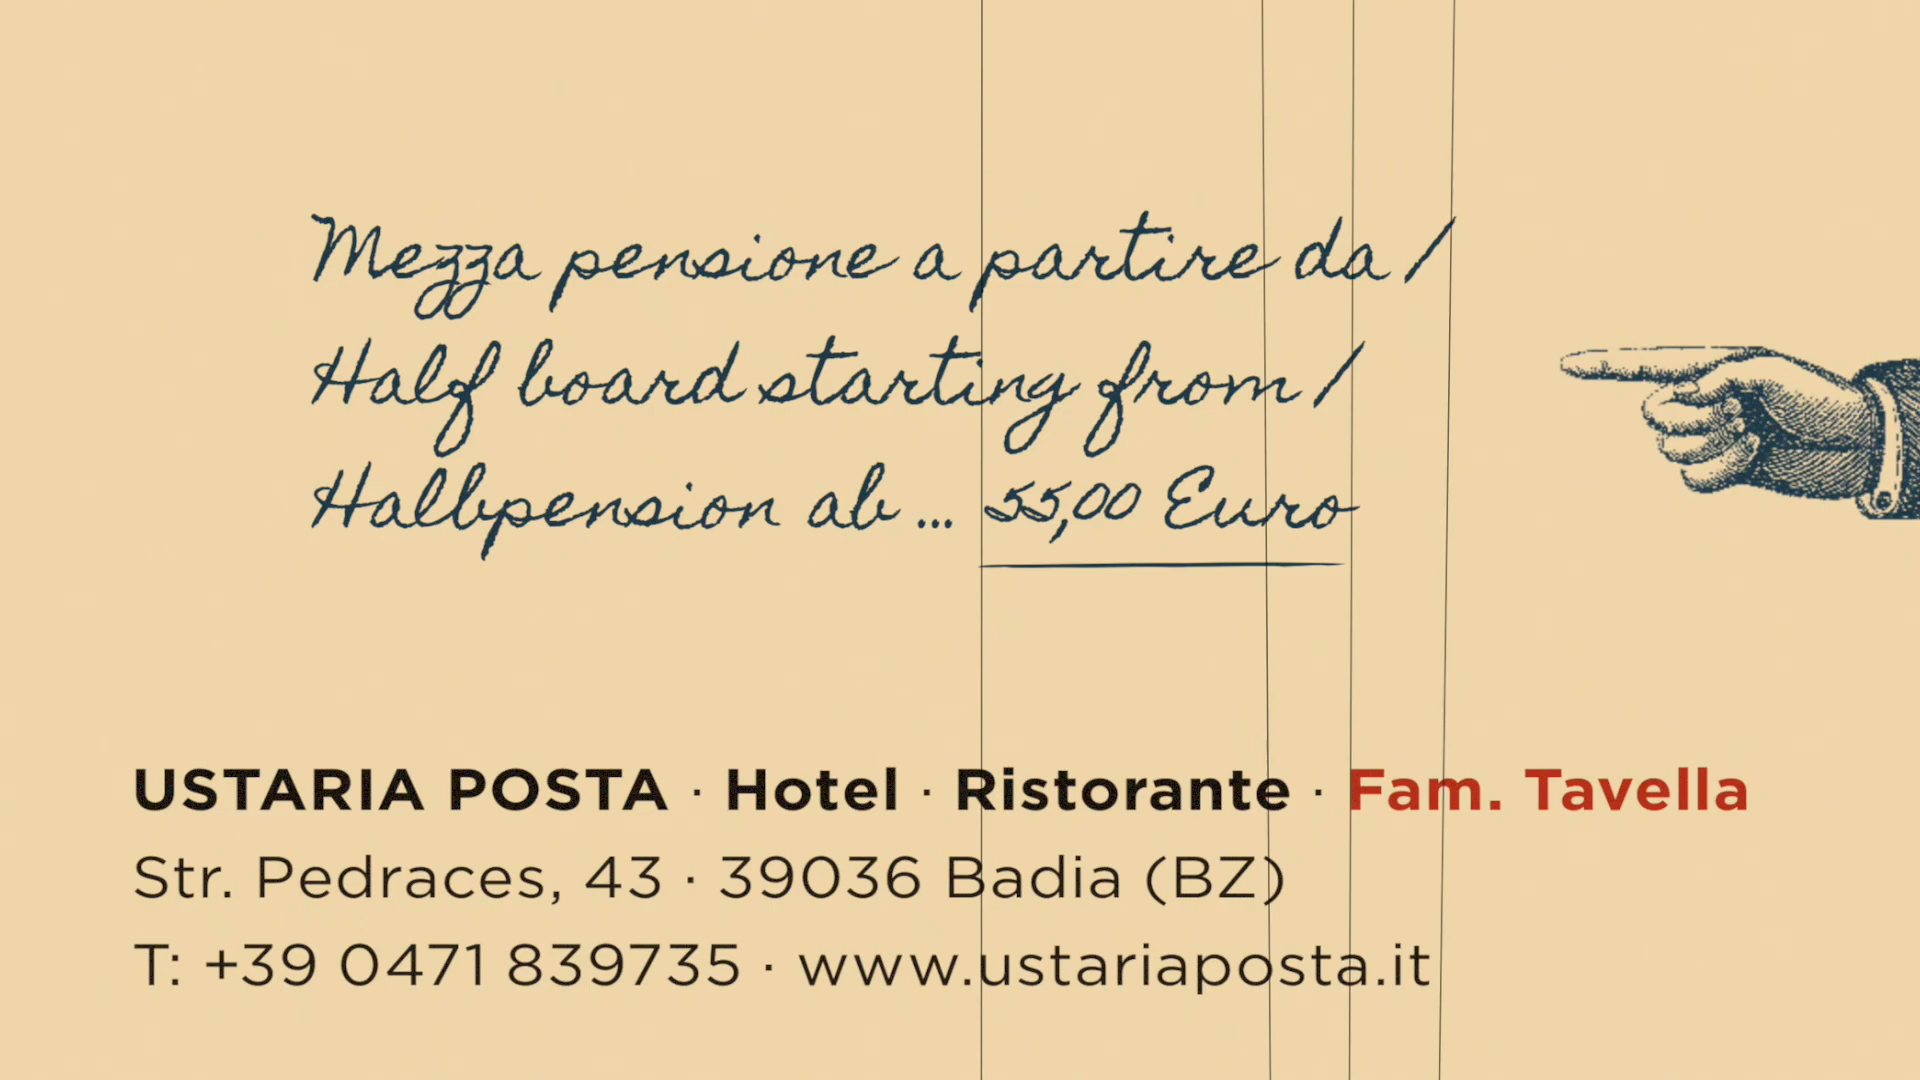 Mezza pensione a partire da /
Half board starting from /
Halbpension ab ... 55,00 Euro
USTARIA POSTA · Hotel · Ristorante · Fam. Tavella
Str. Pedraces, 43 · 39036 Badia (BZ)
T: +39 0471 839735 · www.ustariaposta.it